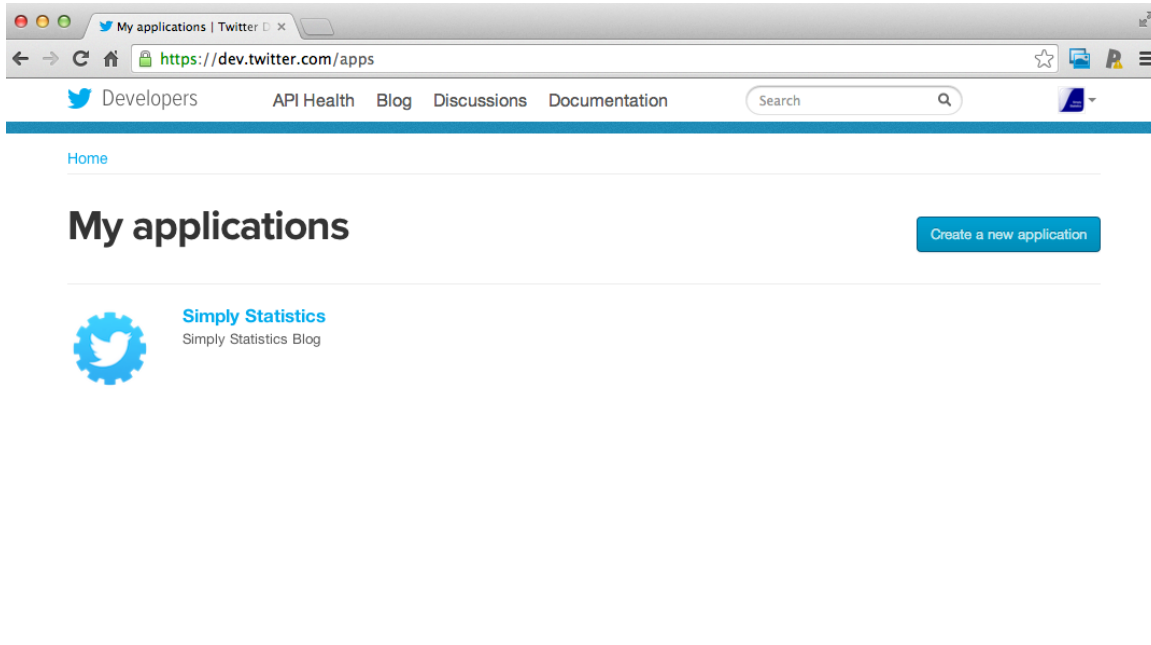 My applications | Twitter D
https://dev.twitter.com/apps
Developers API Health Blog Discussions Documentation Search
Home
My applications
Create a new application
Simply Statistics
Simply Statistics Blog